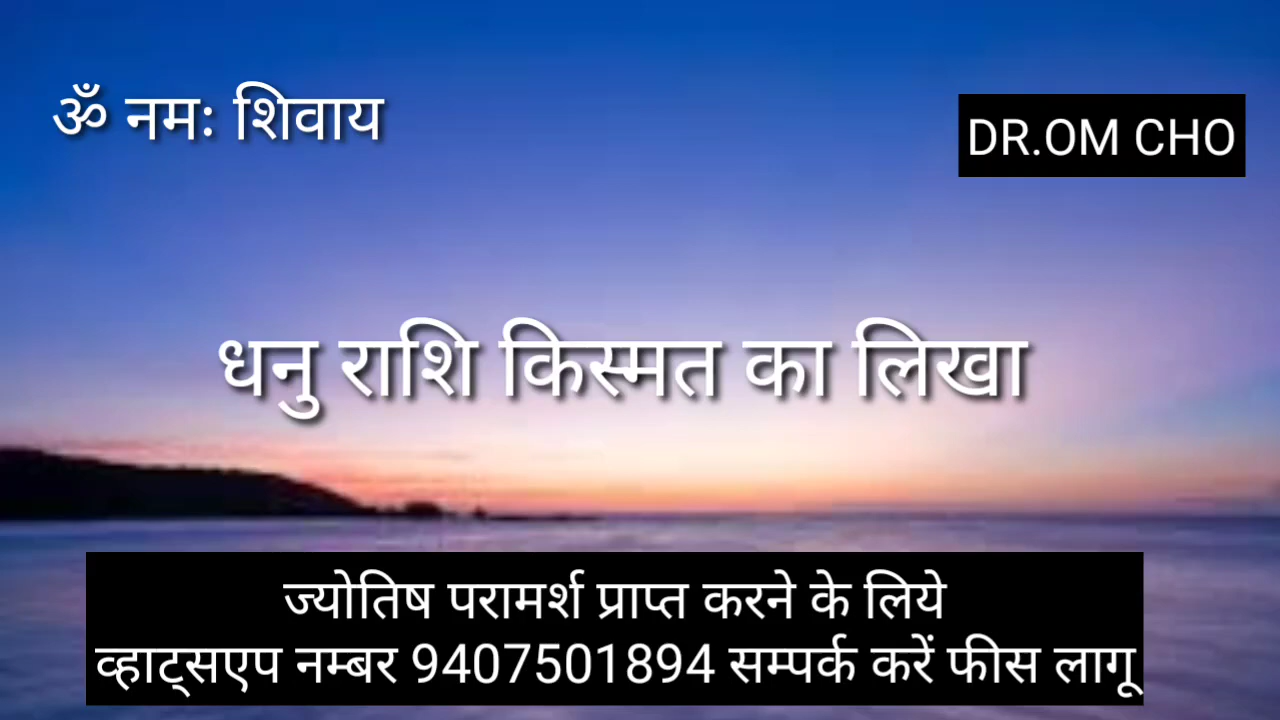 ॐ नमः शिवाय
DR.OM CHO
धनु राशि किस्मत का लिखा
ज्योतिष परामर्श प्राप्त करने के लिये
व्हाट्सएप नम्बर 9407501894 सम्पर्क करें फीस लागू